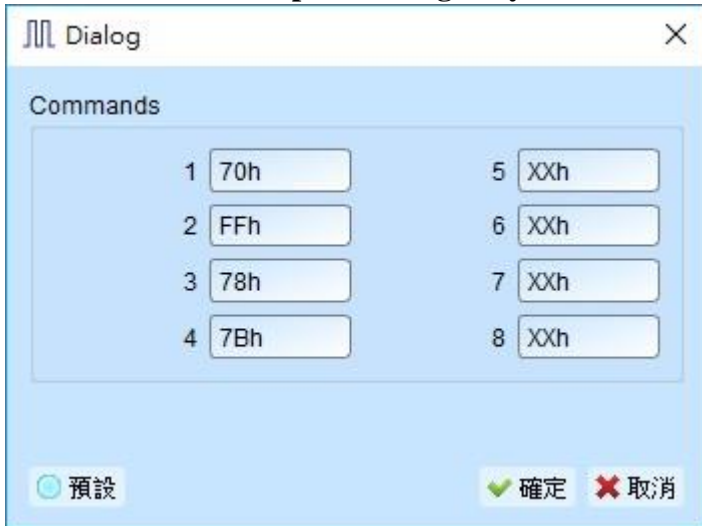 Dialog
Commands
1 70h 5 XXh
2 FFh 6 XXh
3 78h 7 XXh
4 7Bh 8 XXh
預設 確定 取消